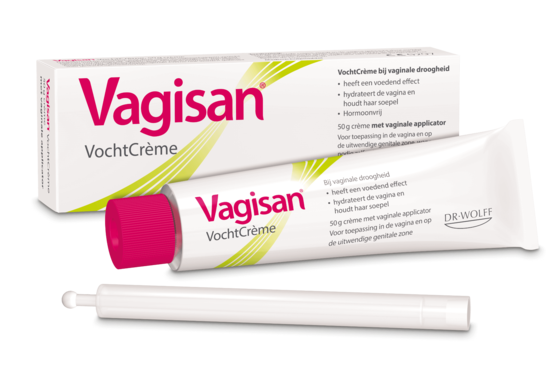 Vagisan®
VochtCrème
VochtCrème bij vaginale droogheid
• heeft een voedend effect
• hydrateert de vagina en
houdt haar soepel
• Hormoonvrij
50 g crème met vaginale applicator
Voor toepassing in de vagina en op
de uitwendige genitale zone
Vagisan VochtCrème
Bij vaginale droogheid
• heeft een voedend effect
• hydrateert de vagina en
houdt haar soepel
50 g crème met vaginale applicator
Voor toepassing in de vagina en op
de uitwendige genitale zone
Vagisan®
VochtCrème
DR·WOLFF